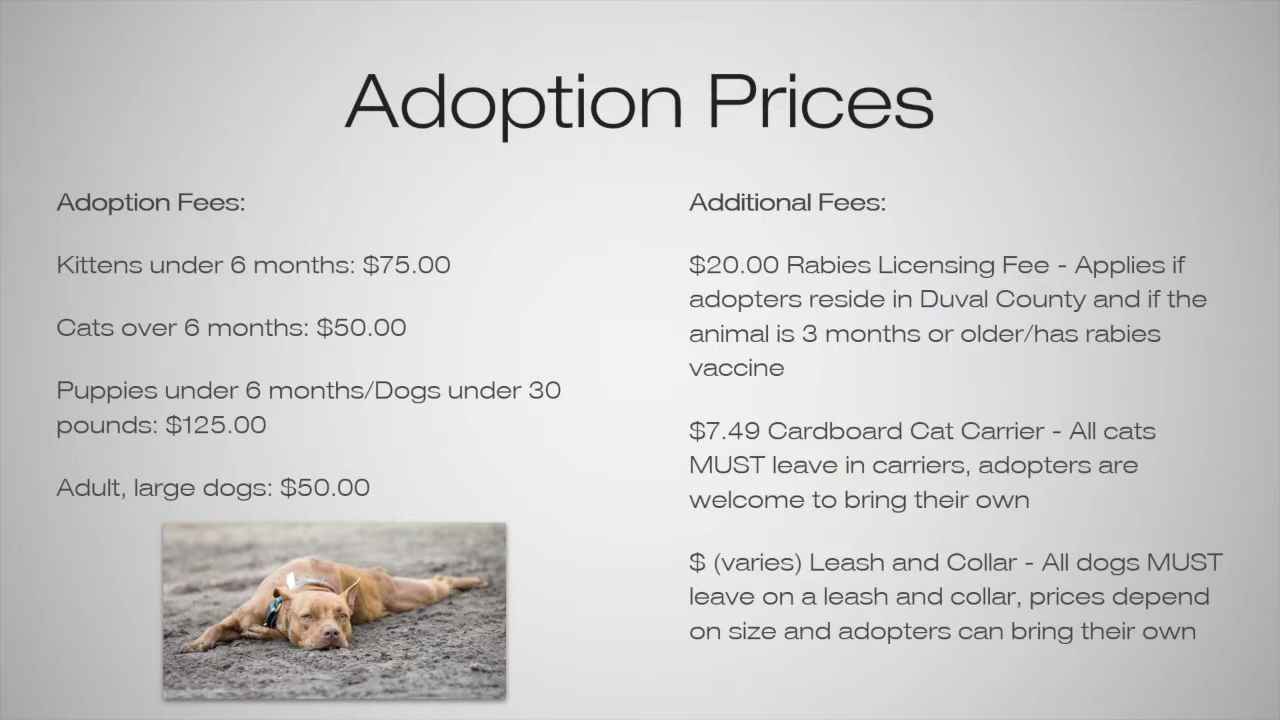 Adoption Prices
Adoption Fees:
Kittens under 6 months: $75.00
Cats over 6 months: $50.00
Puppies under 6 months/Dogs under 30
pounds: $125.00
Adult, large dogs: $50.00
Additional Fees:
$20.00 Rabies Licensing Fee - Applies if
adopters reside in Duval County and if the
animal is 3 months or older/has rabies
vaccine
$7.49 Cardboard Cat Carrier - All cats
MUST leave in carriers, adopters are
welcome to bring their own
$ (varies) Leash and Collar - All dogs MUST
leave on a leash and collar, prices depend
on size and adopters can bring their own